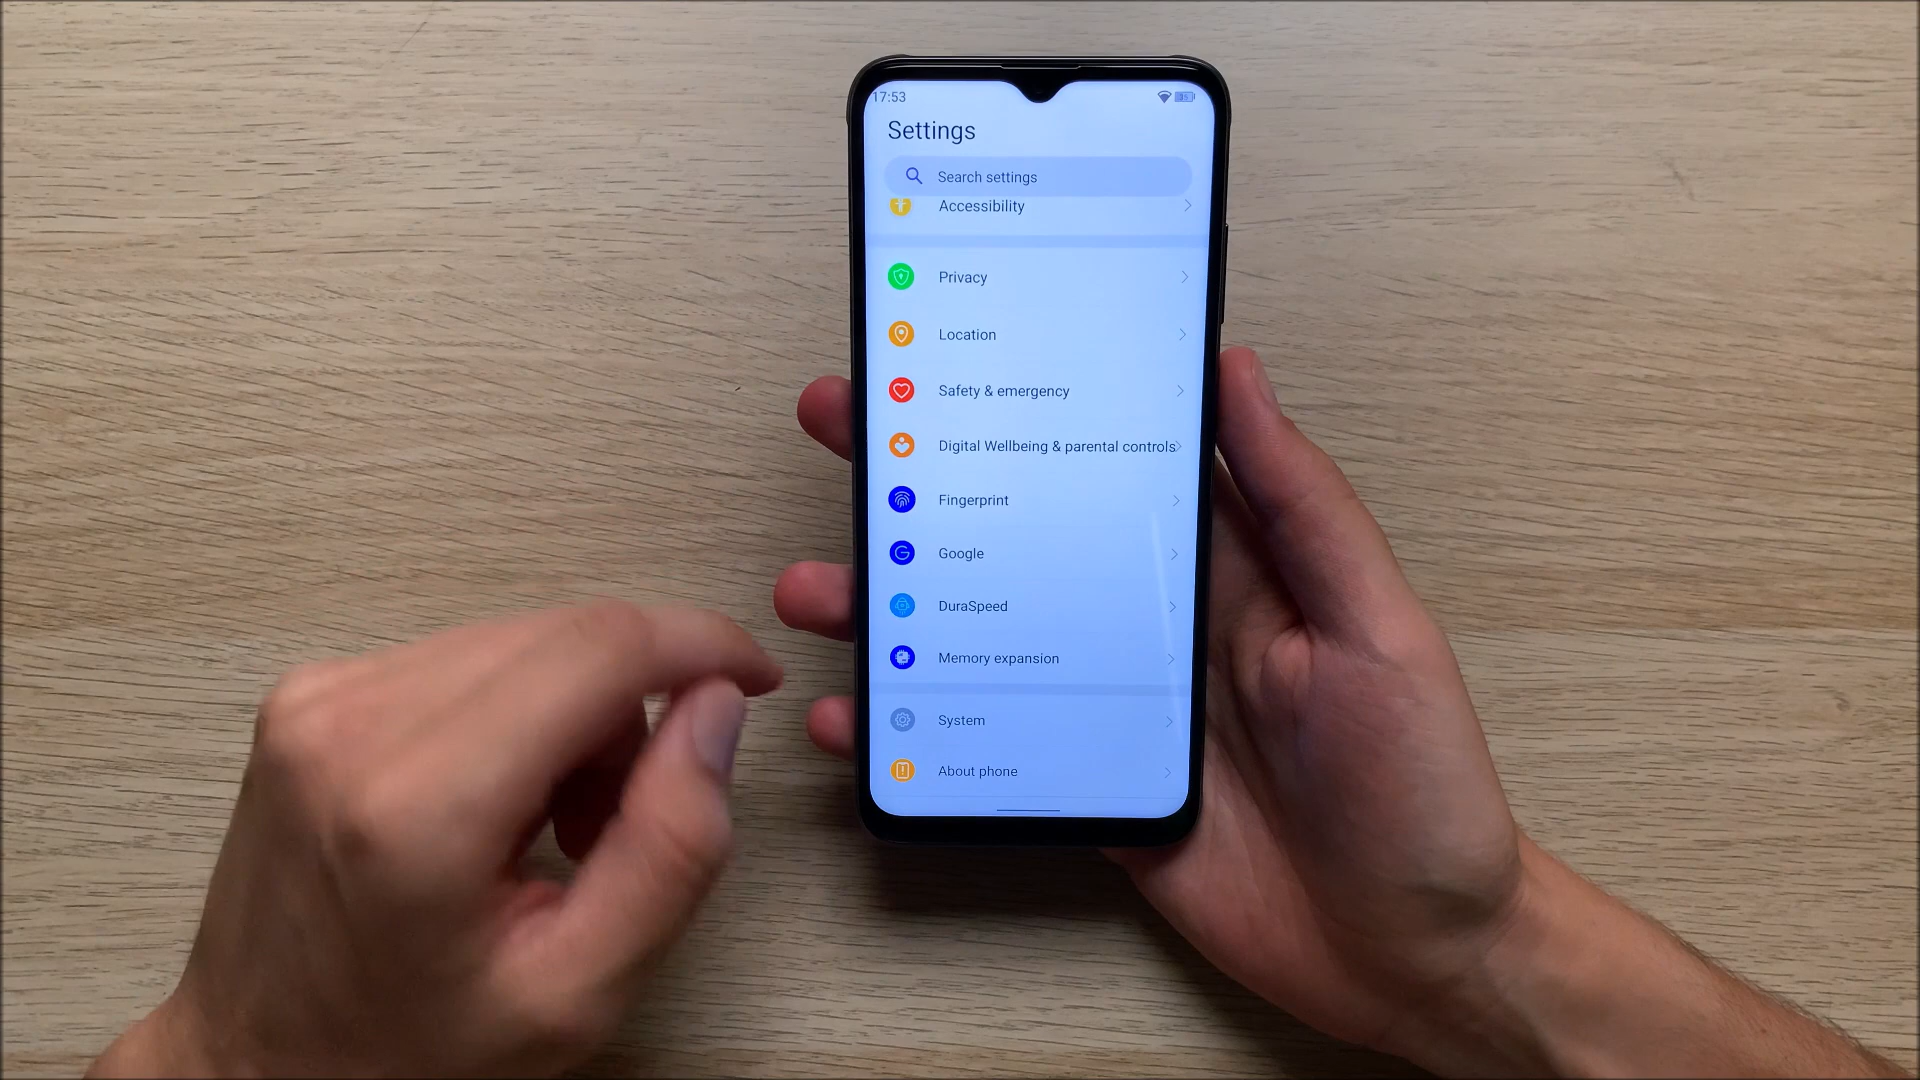 17:53
Settings
Search settings
Accessibility
Privacy
Location
Safety & emergency
Digital Wellbeing & parental controls
Fingerprint
Google
DuraSpeed
Memory expansion
System
About phone